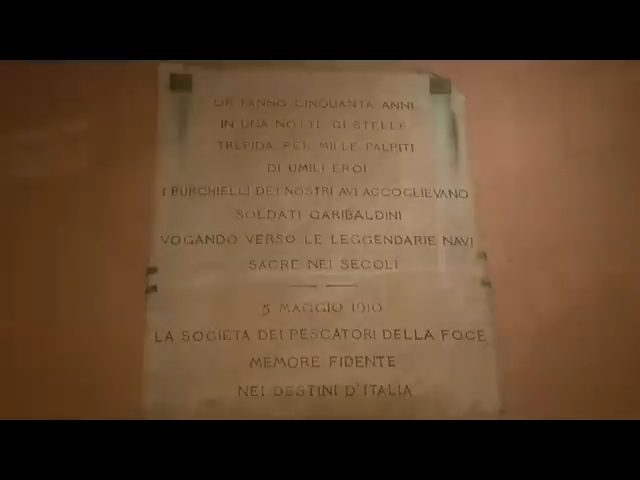 OR FANNO CINQUANTA ANNI
IN UNA NOTTE DI STELLE
TREPIDA PER MILLE PALPITI
DI UMILI EROI
I BURCHIELLI DEI NOSTRI AVI ACCOGLIEVANO
SOLDATI GARIBALDINI
VOGANDO VERSO LE LEGGENDARIE NAVI
SACRE NEI SECOLI
5 MAGGIO 1910
LA SOCIETÀ DEI PESCATORI DELLA FOCE
MEMORE FIDENTE
NEI DESTINI D'ITALIA